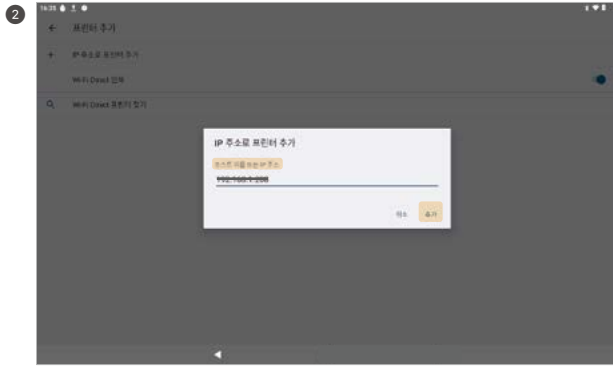 2
16:35
프린터 추가
IP 주소로 프린터 추가
Wi-Fi Direct 인쇄
Wi-Fi Direct 프린터 찾기
IP 주소로 프린터 추가
호스트 이름 또는 IP 주소
192.168.1.200
취소 추가